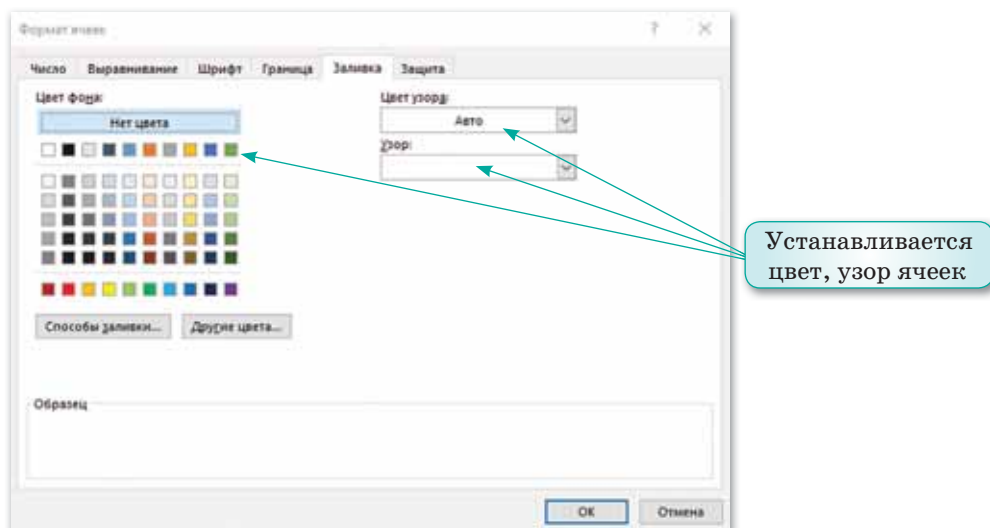 Формат ячеек
Число Выравнивание Шрифт Граница Заливка Защита
Цвет фона:
Нет цвета
Цвет узора:
Авто
Узор:
Способы заливки... Другие цвета...
Образец
ОК Отмена
Устанавливается
цвет, узор ячеек